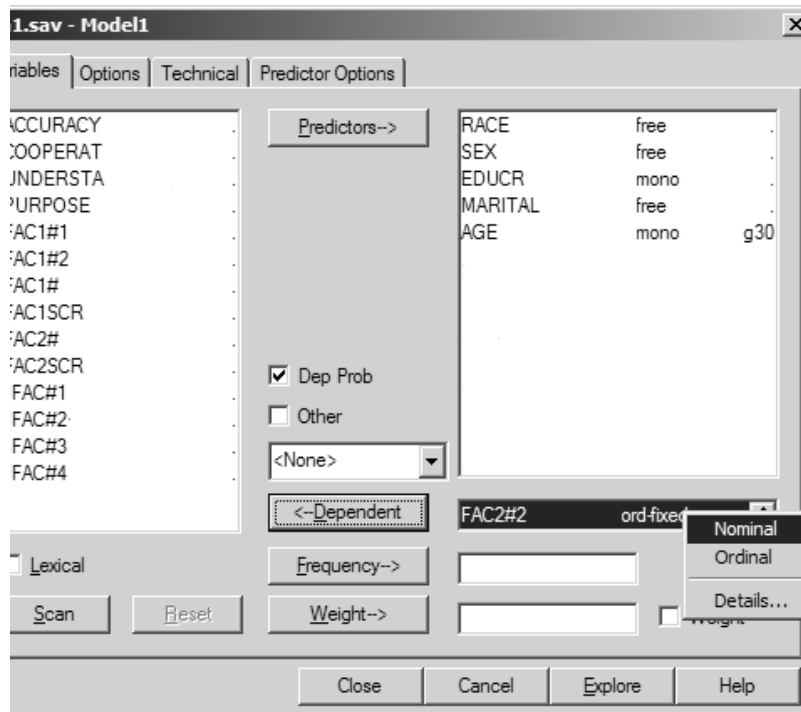 1.sav - Model1
riables Options Technical Predictor Options
ACCURACY .
COOPERAT .
UNDERSTA .
PURPOSE .
FAC1#1 .
FAC1#2 .
FAC1# .
FAC1SCR .
FAC2# .
FAC2SCR .
FAC#1 .
FAC#2 .
FAC#3 .
FAC#4 .
Lexical
Scan Reset
Predictors-->
Dep Prob
Other
<None>
<--Dependent
Frequency-->
Weight-->
RACE free .
SEX free .
EDUCR mono .
MARITAL free .
AGE mono g30
FAC2#2 ord-fixed
Nominal
Ordinal
Details...
Weight
Close Cancel Explore Help